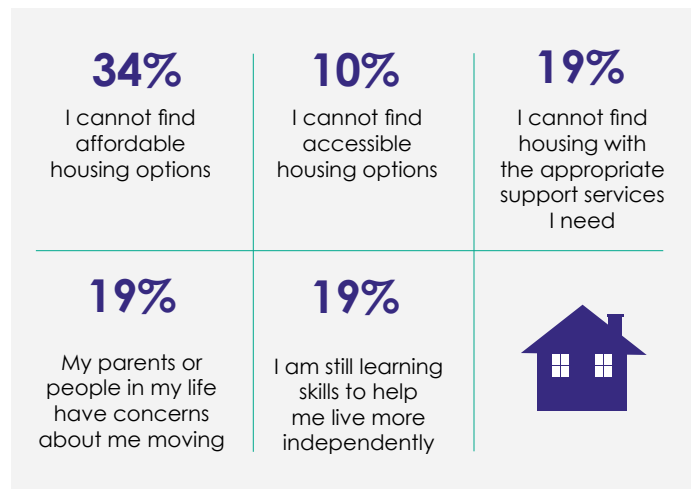 34%
I cannot find
affordable
housing options
10%
I cannot find
accessible
housing options
19%
I cannot find
housing with
the appropriate
support services
I need
19%
My parents or
people in my life
have concerns
about me moving
19%
I am still learning
skills to help
me live more
independently